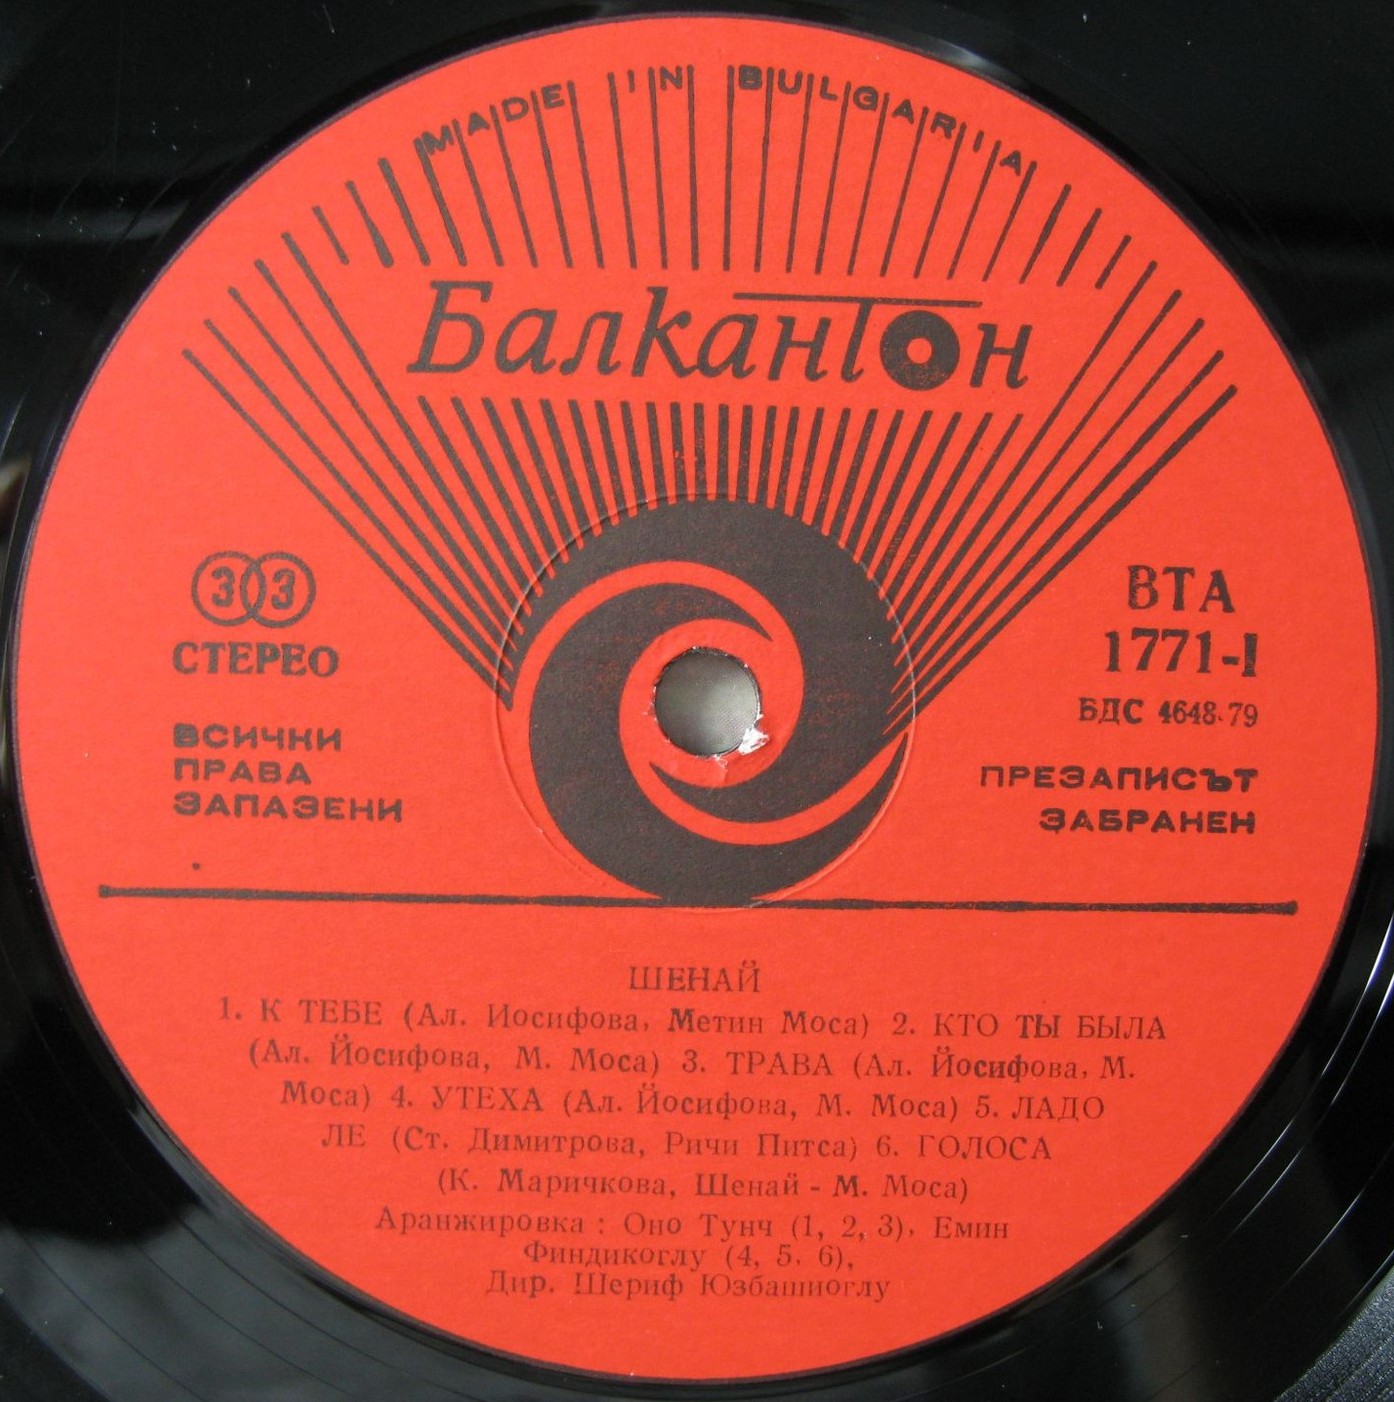 MADE IN BULGARIA
Балкантон
33
СТЕРЕО
ВСИЧКИ
ПРАВА
ЗАПАЗЕНИ
ВТА
1771-I
БДС 4648-79
ПРЕЗАПИСЪТ
ЗАБРАНЕН
ШЕНАЙ
1. К ТЕБЕ (Ал. Иосифова, Метин Моса) 2. КТО ТЫ БЫЛА
(Ал. Йосифова, М. Моса) 3. ТРАВА (Ал. Йосифова, М.
Моса) 4. УТЕХА (Ал. Йосифова, М. Моса) 5. ЛАДО
ЛЕ (Ст. Димитрова, Ричи Питса) 6. ГОЛОСА
(К. Маричкова, Шенай - М. Моса)
Аранжировка : Оно Тунч (1, 2, 3), Емин
Финдикоглу (4, 5. 6),
Дир. Шериф Юзбашиоглу